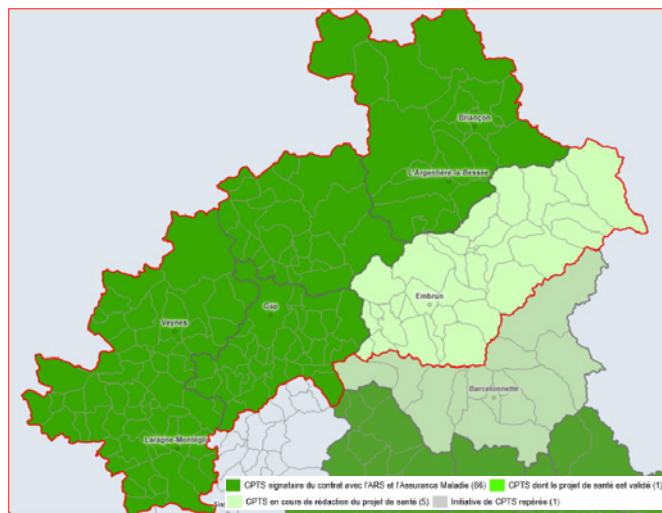 Briançon
L'Argentière-la-Bessée
Embrun
Gap
Veynes
Barcelonnette
Laragne-Montégli
CPTS signataire du contrat avec l'ARS et l'Assurance Maladie (66)
CPTS dont le projet de santé est validé (1)
CPTS en cours de rédaction du projet de santé (5)
Initiative de CPTS repérée (1)